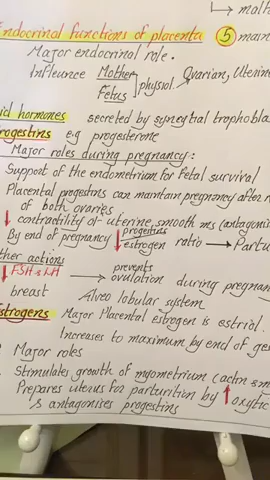 malh
Endocrinal functions of placenta 5 main
Major endocrinal role.
Influence Mother Fetus physiol Ovarian, Uterine
id hormones secreted by syncytial trophobla
rogestins e.g progesterone
Major roles during pregnancy:
Support of the endometrium for fetal survival
Placental progestins can maintain pregnancy after r
of both ovaries
↓ contractility of uterine smooth ms (antagoni
By end of pregnancy ↓ progestins estrogen ratio → Partu
ther actions
↓ FSH & LH → prevents ovulation during pregnan
breast Alveo lobular system
strogens Major Placental Estrogen is estriol.
Increases to maximum by end of ge
Major roles
Stimulates growth of myometrium (actin & m
Prepares uterus for parturition by ↑ oxytic
& antagonises progestins